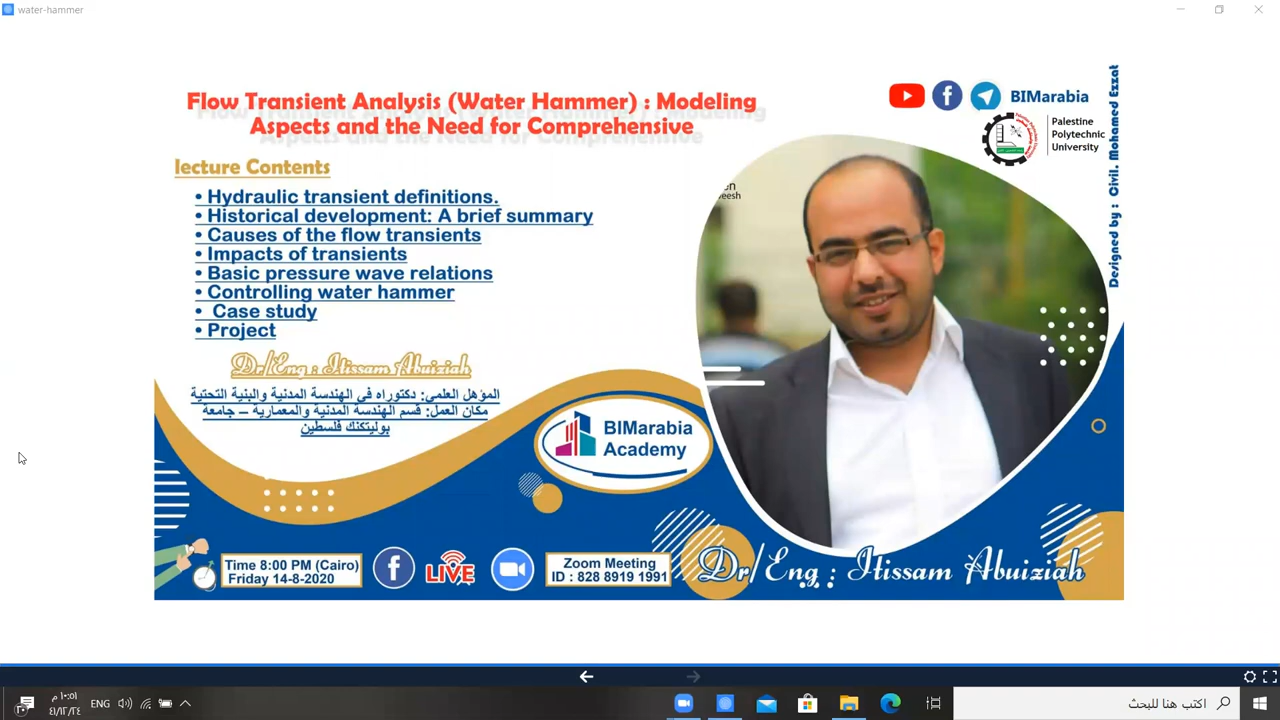 water-hammer
Flow Transient Analysis (Water Hammer) : Modeling
Aspects and the Need for Comprehensive
lecture Contents
• Hydraulic transient definitions.
• Historical development: A brief summary
• Causes of the flow transients
• Impacts of transients
• Basic pressure wave relations
• Controlling water hammer
• Case study
• Project
Dr/Eng : Itissam Abuiziah
المؤهل العلمي: دكتوراه في الهندسة المدنية والبنية التحتية
مكان العمل: قسم الهندسة المدنية والمعمارية – جامعة
بوليتكنك فلسطين
BIMarabia
Palestine
Polytechnic
University
Designed by : Civil. Mohamed Ezzat
BIMarabia
Academy
Time 8:00 PM (Cairo)
Friday 14-8-2020
LIVE
Zoom Meeting
ID : 828 8919 1991
Dr/Eng : Itissam Abuiziah
ENG
١٠:٥١ م
اكتب هنا للبحث